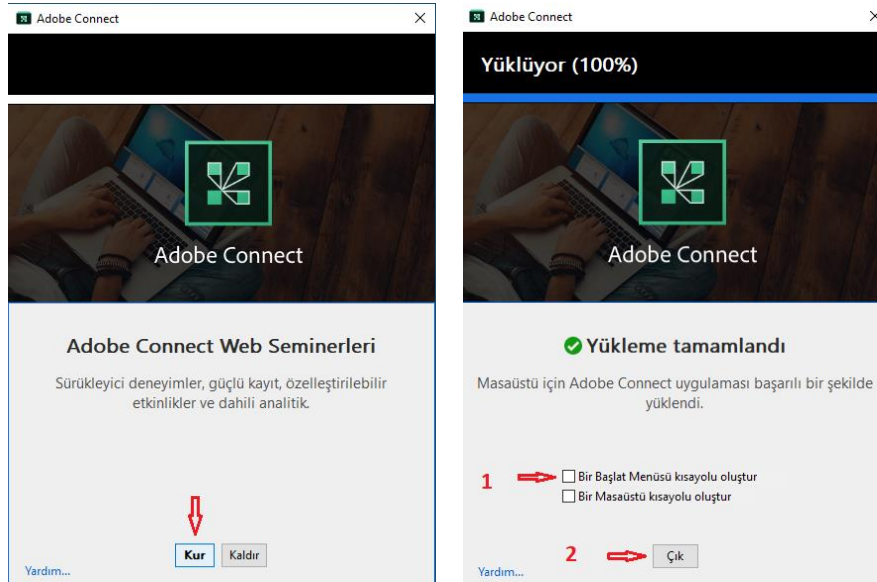 Adobe Connect
Adobe Connect
Adobe Connect Web Seminerleri
Sürükleyici deneyimler, güçlü kayıt, özelleştirilebilir
etkinlikler ve dahili analitik.
Kur
Kaldır
Yardım...
Adobe Connect
Yüklüyor (100%)
Adobe Connect
Yükleme tamamlandı
Masaüstü için Adobe Connect uygulaması başarılı bir şekilde
yüklendi.
1
Bir Başlat Menüsü kısayolu oluştur
Bir Masaüstü kısayolu oluştur
2
Çık
Yardım...